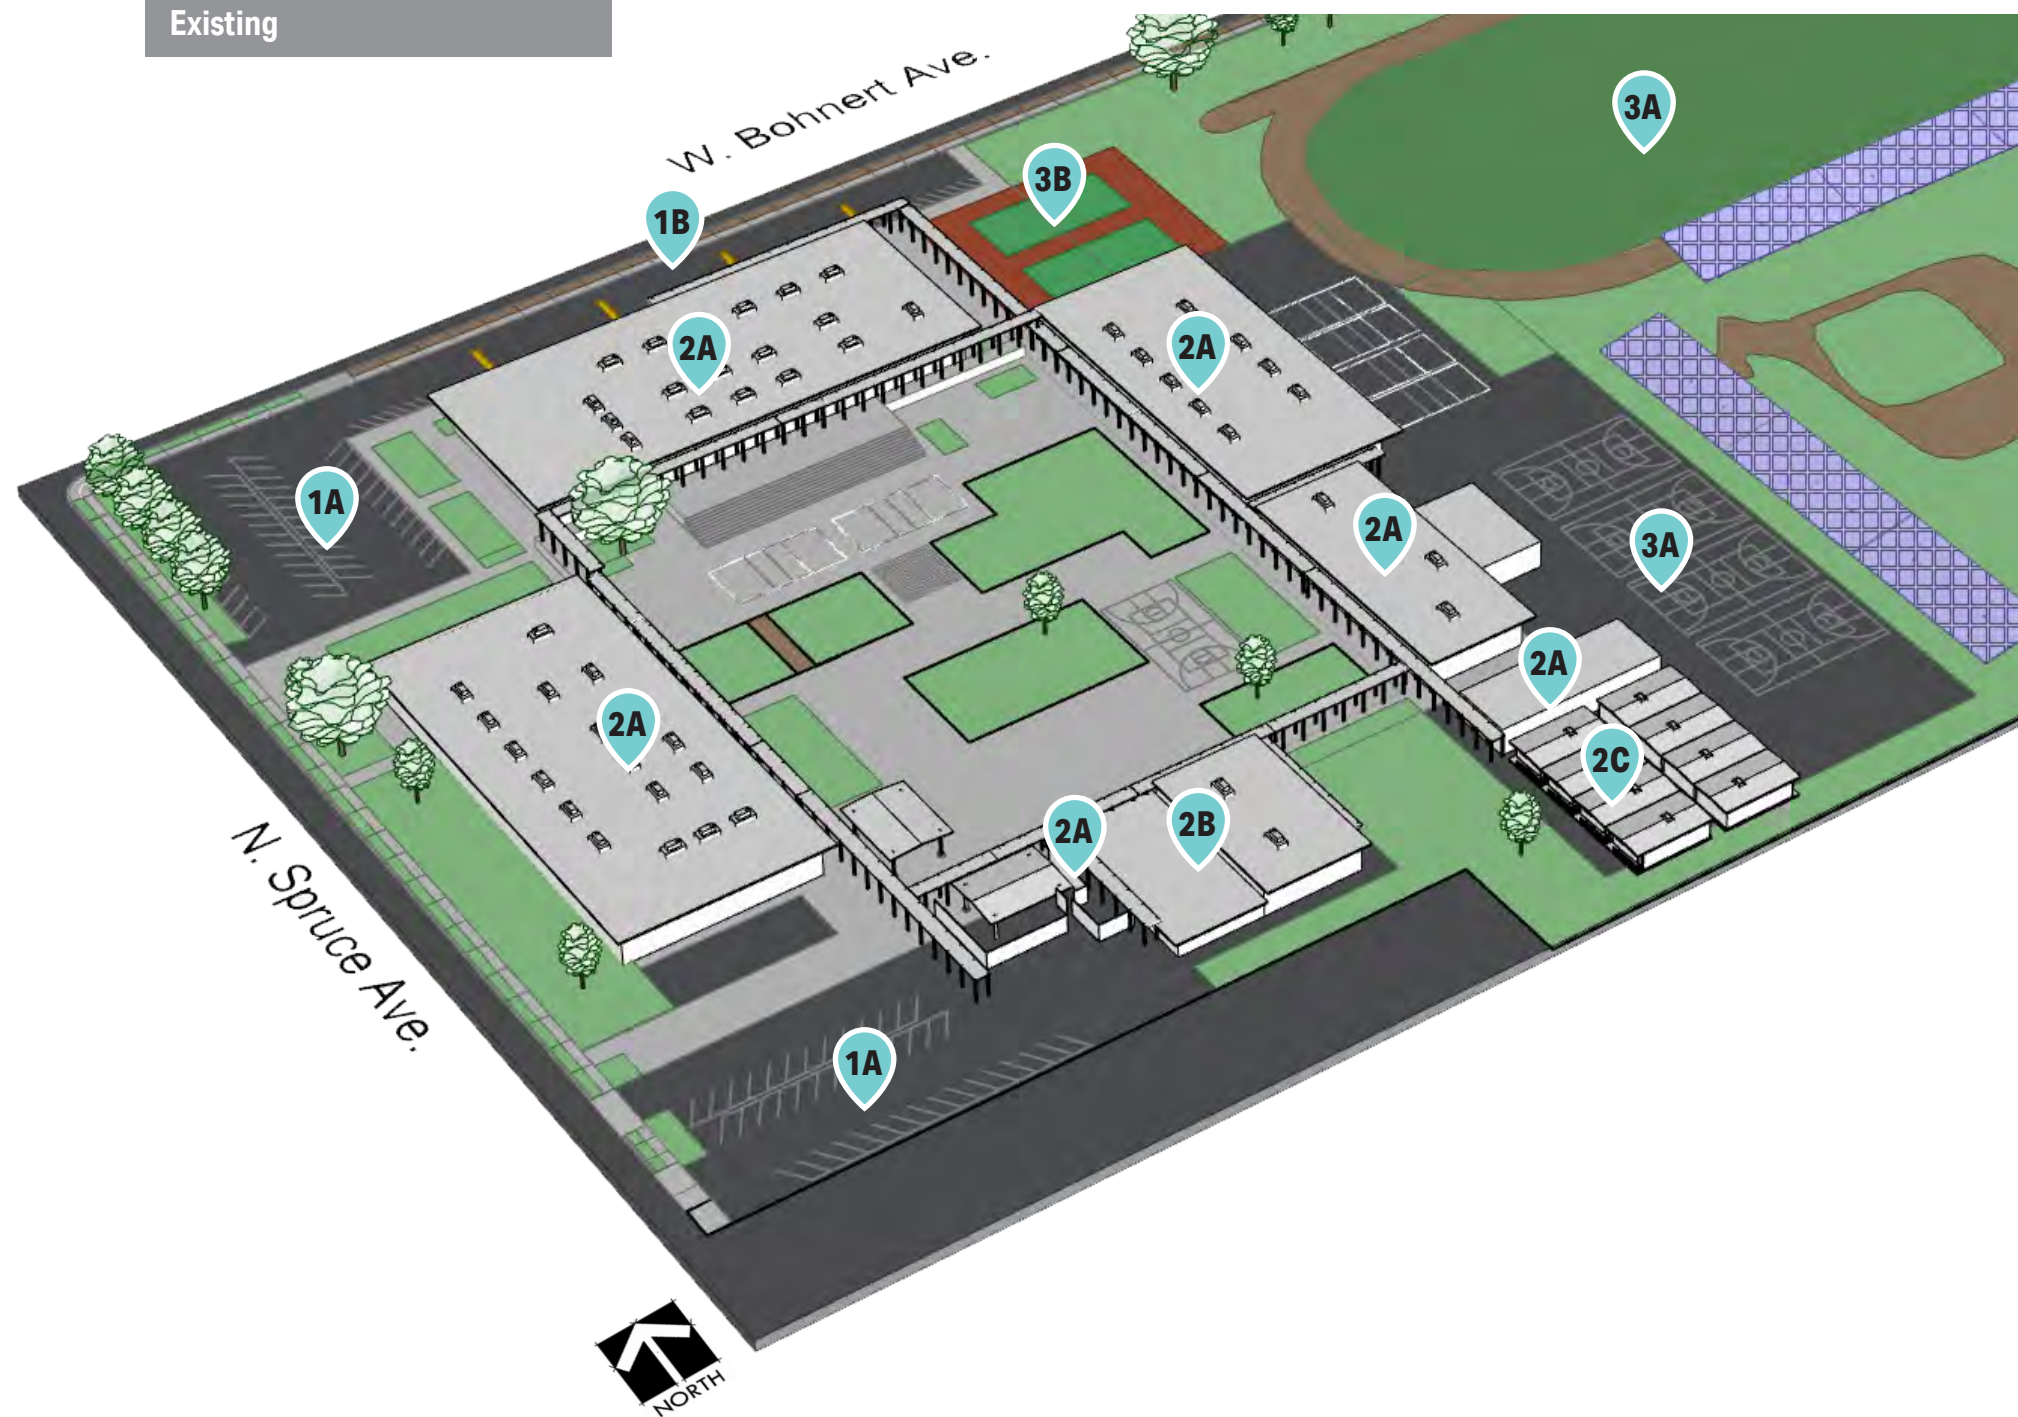 Existing
W. Bohnert Ave.
3A
3B
1B
2A
2A
1A
2A
3A
2A
2A
2C
2A
2B
N. Spruce Ave.
1A
NORTH